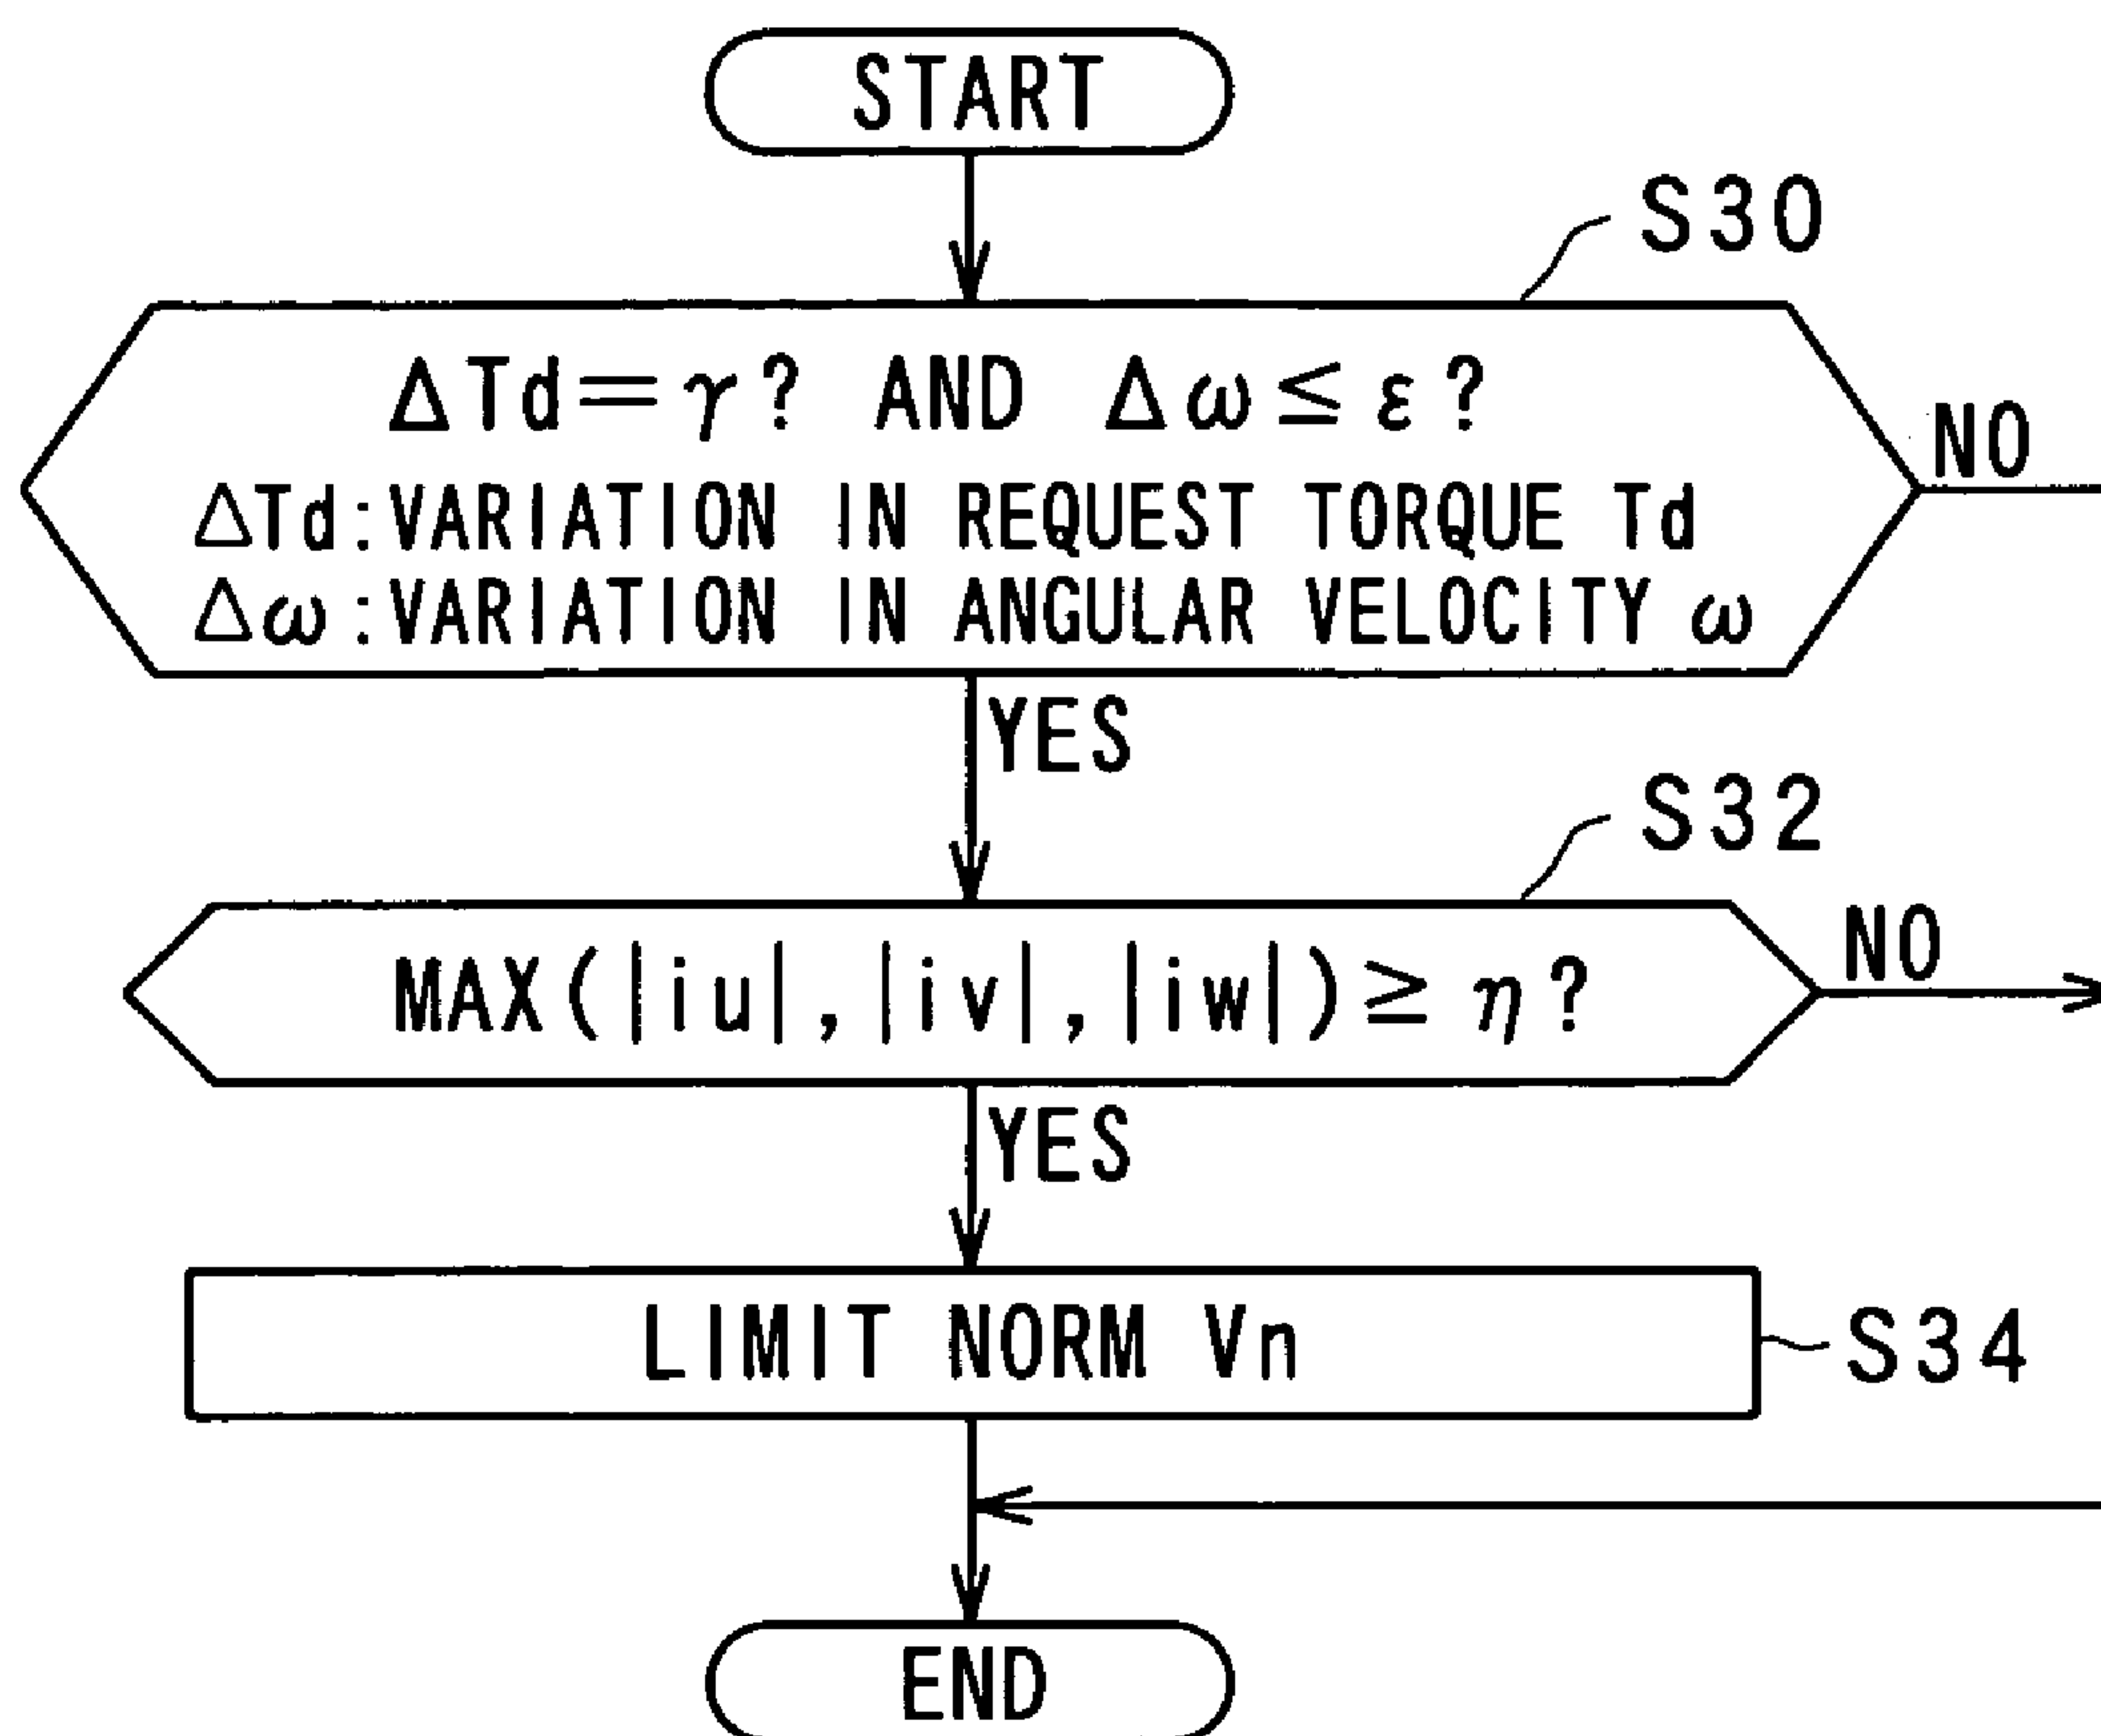 START
S30
ΔTd=γ? AND Δω≤ε?
NO
ΔTd:VARIATION IN REQUEST TORQUE Td
Δω:VARIATION IN ANGULAR VELOCITY ω
YES
S32
NO
MAX(|iu|,|iv|,|iw|)≥η?
YES
LIMIT NORM Vn
S34
END